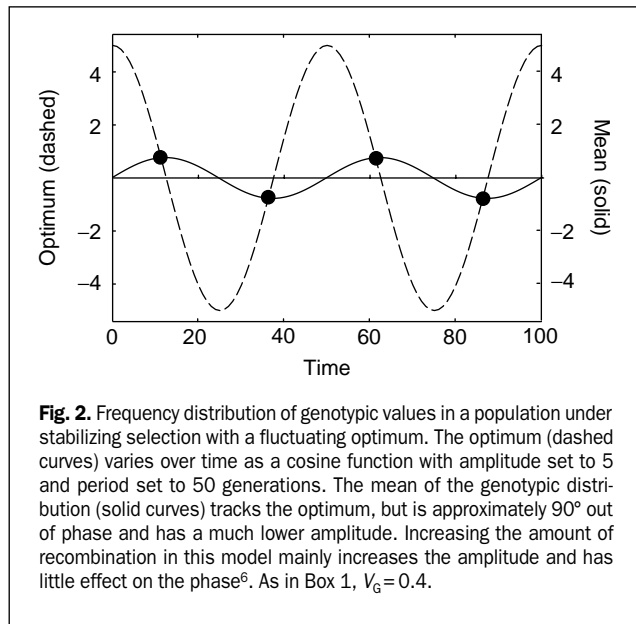 4
2
−2
−4
Optimum (dashed)
4
2
−2
−4
Mean (solid)
0 20 40 60 80 100
Time
Fig. 2. Frequency distribution of genotypic values in a population under
stabilizing selection with a fluctuating optimum. The optimum (dashed
curves) varies over time as a cosine function with amplitude set to 5
and period set to 50 generations. The mean of the genotypic distri-
bution (solid curves) tracks the optimum, but is approximately 90° out
of phase and has a much lower amplitude. Increasing the amount of
recombination in this model mainly increases the amplitude and has
little effect on the phase⁶. As in Box 1, V_G = 0.4.